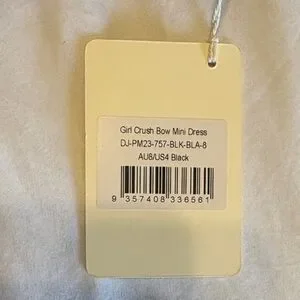 Girl Crush Bow Mini Dress
DJ-PM23-757-BLK-BLA-8
AU8/US4 Black
9 357408 336561